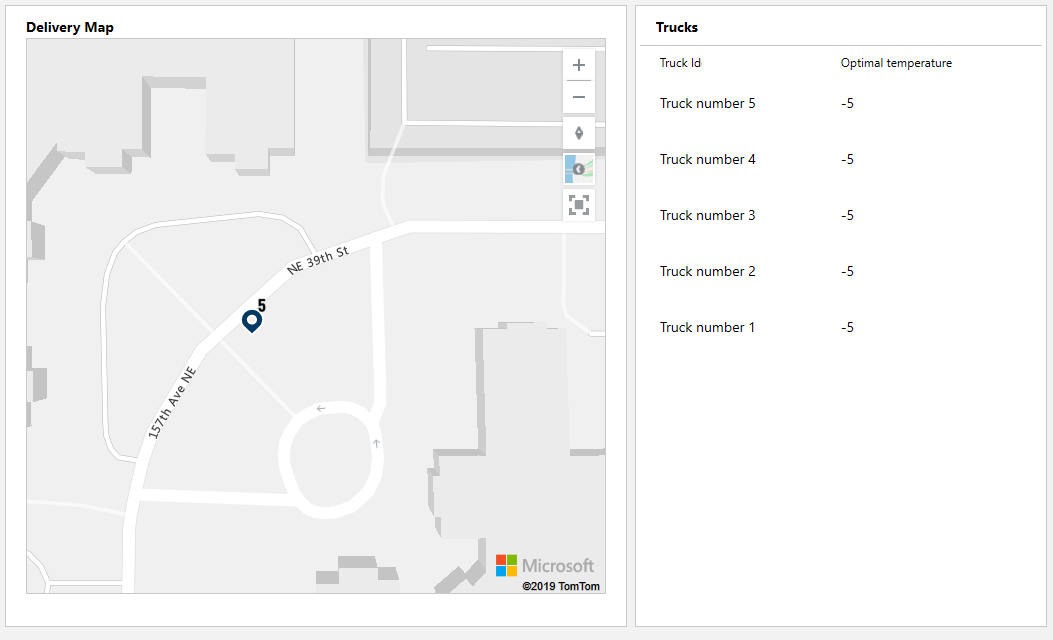 Delivery Map
NE 39th St
5
157th Ave NE
Microsoft
©2019 TomTom
Trucks
Truck Id Optimal temperature
Truck number 5 -5
Truck number 4 -5
Truck number 3 -5
Truck number 2 -5
Truck number 1 -5